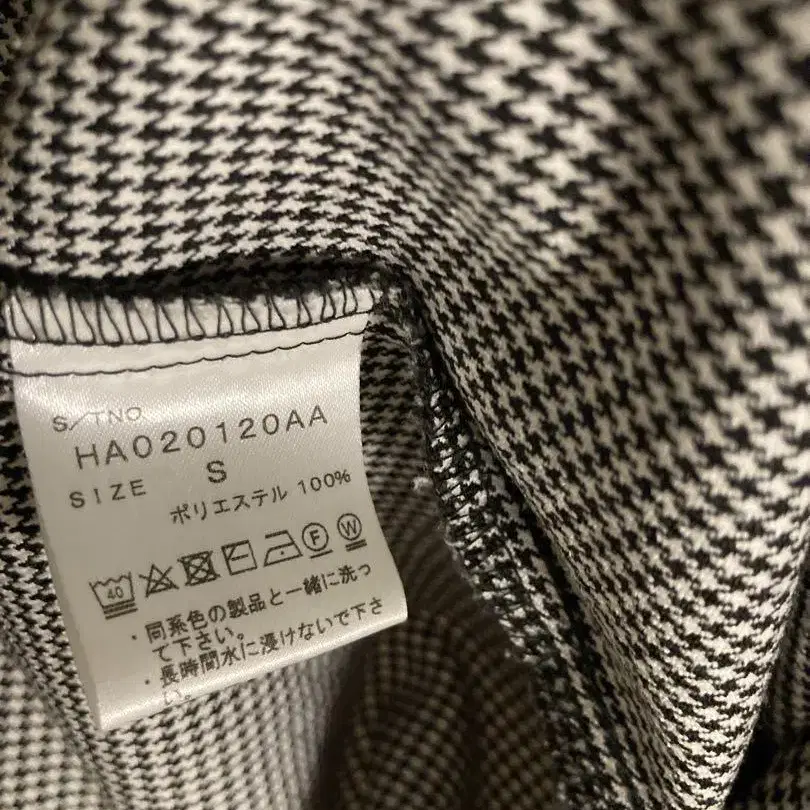 S/TNO
HA020120AA
SIZE S
ポリエステル 100%
40 F W
・同系色の製品と一緒に洗っ
て下さい。
・長時間水に浸けないで下さ
い。